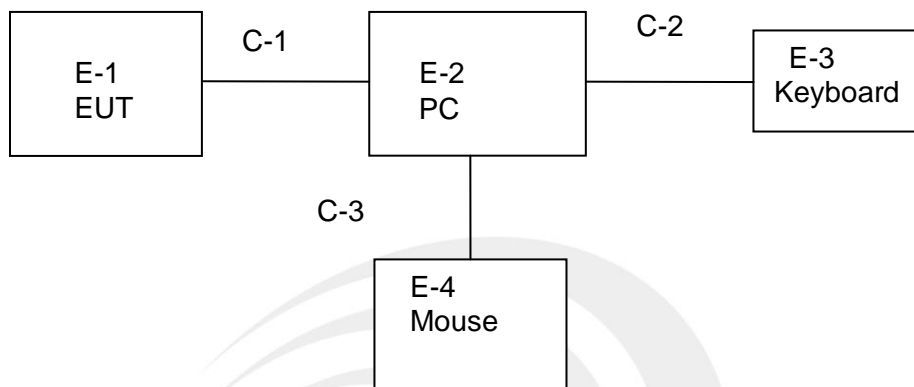 C-1
C-2
E-1
EUT
E-2
PC
E-3
Keyboard
C-3
E-4
Mouse